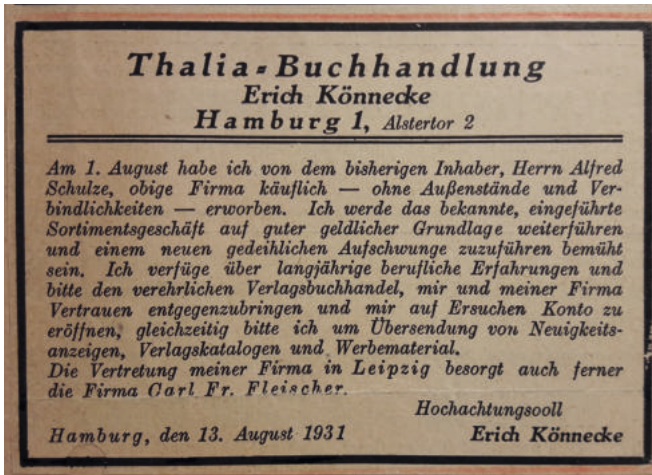 Thalia-Buchhandlung
Erich Könnecke
Hamburg 1, Alstertor 2
Am 1. August habe ich von dem bisherigen Inhaber, Herrn Alfred
Schulze, obige Firma käuflich — ohne Außenstände und Ver-
bindlichkeiten — erworben. Ich werde das bekannte, eingeführte
Sortimentsgeschäft auf guter geldlicher Grundlage weiterführen
und einem neuen gedeihlichen Aufschwunge zuzuführen bemüht
sein. Ich verfüge über langjährige berufliche Erfahrungen und
bitte den verehrlichen Verlagsbuchhandel, mir und meiner Firma
Vertrauen entgegenzubringen und mir auf Ersuchen Konto zu
eröffnen, gleichzeitig bitte ich um Übersendung von Neuigkeits-
anzeigen, Verlagskatalogen und Werbematerial.
Die Vertretung meiner Firma in Leipzig besorgt auch ferner
die Firma Carl Fr. Fleischer.
Hochachtungsooll
Hamburg, den 13. August 1931 Erich Könnecke